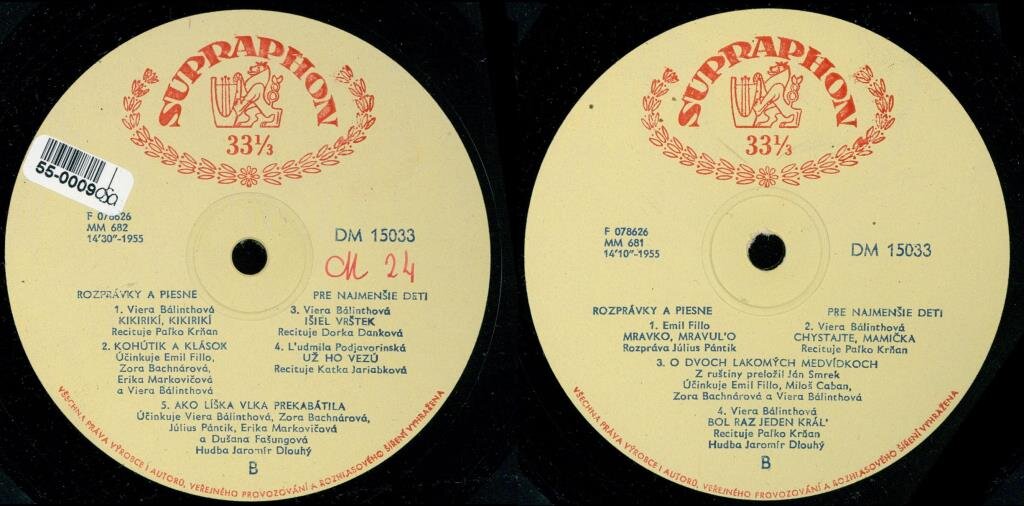 SUPRAPHON
33⅓
55-0009
F 078626
MM 682
14'30"-1955
DM 15033
M 24
ROZPRÁVKY A PIESNE
PRE NAJMENŠIE DETI
1. Viera Bálinthová
KIKIRIKÍ, KIKIRIKÍ
Recituje Paľko Krňan
2. KOHÚTIK A KLÁSOK
Účinkuje Emil Fillo,
Zora Bachnárová,
Erika Markovičová
a Viera Bálinthová
3. Viera Bálinthová
IŠIEL VRŠTEK
Recituje Dorka Danková
4. L'udmila Podjavorinská
UŽ HO VEZÚ
Recituje Katka Jariabková
5. AKO LÍŠKA VLKA PREKABÁTILA
Účinkuje Viera Bálinthová, Zora Bachnárová,
Július Pántik, Erika Markovičová
a Dušana Fašungová
Hudba Jaromír Dlouhý
B
VŠECHNA PRÁVA VÝROBCE I AUTORŮ, VEŘEJNÉHO PROVOZOVÁNÍ A ROZHLASOVÉHO ŠÍŘENÍ VYHRAŽENA
SUPRAPHON
33⅓
F 078626
MM 681
14'10"-1955
DM 15033
ROZPRÁVKY A PIESNE
PRE NAJMENŠIE DETI
1. Emil Fillo
MRAVKO, MRAVUL'O
Rozpráva Július Pántik
2. Viera Bálinthová
CHYSTAJTE, MAMIČKA
Recituje Paľko Krňan
3. O DVOCH LAKOMÝCH MEDVÍDKOCH
Z ruštiny preložil Ján Smrek
Účinkuje Emil Fillo, Miloš Caban,
Zora Bachnárová a Viera Bálinthová
4. Viera Bálinthová
BOL RAZ JEDEN KRÁL'
Recituje Paľko Krňan
Hudba Jaromír Dlouhý
B
VŠECHNA PRÁVA VÝROBCE I AUTORŮ, VEŘEJNÉHO PROVOZOVÁNÍ A ROZHLASOVÉHO ŠÍŘENÍ VYHRAŽENA